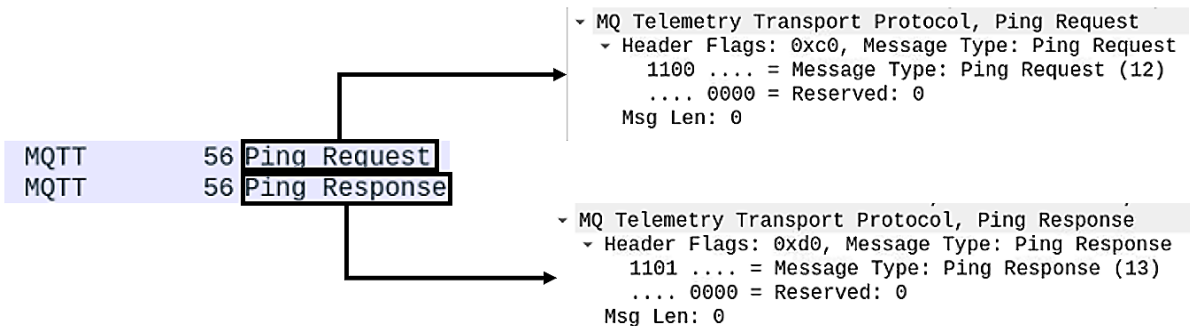 MQTT 56 Ping Request
MQTT 56 Ping Response
MQ Telemetry Transport Protocol, Ping Request
Header Flags: 0xc0, Message Type: Ping Request
1100 .... = Message Type: Ping Request (12)
.... 0000 = Reserved: 0
Msg Len: 0
MQ Telemetry Transport Protocol, Ping Response
Header Flags: 0xd0, Message Type: Ping Response
1101 .... = Message Type: Ping Response (13)
.... 0000 = Reserved: 0
Msg Len: 0